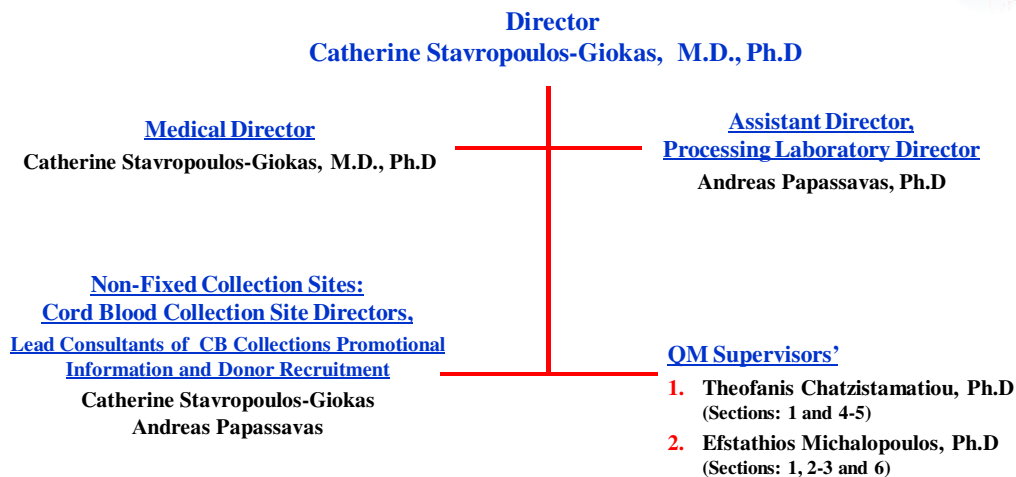 Director
Catherine Stavropoulos-Giokas, M.D., Ph.D
Medical Director
Catherine Stavropoulos-Giokas, M.D., Ph.D
Assistant Director,
Processing Laboratory Director
Andreas Papassavas, Ph.D
Non-Fixed Collection Sites:
Cord Blood Collection Site Directors,
Lead Consultants of CB Collections Promotional
Information and Donor Recruitment
Catherine Stavropoulos-Giokas
Andreas Papassavas
QM Supervisors’
1. Theofanis Chatzistamatiou, Ph.D
(Sections: 1 and 4-5)
2. Efstathios Michalopoulos, Ph.D
(Sections: 1, 2-3 and 6)